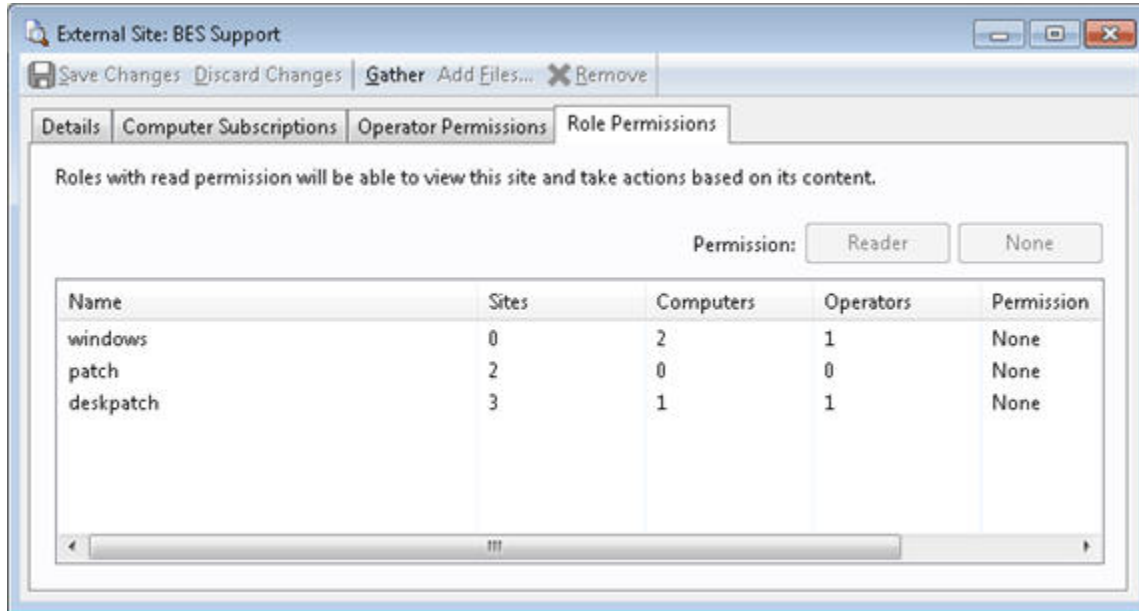 External Site: BES Support
Save Changes Discard Changes Gather Add Files... Remove
Details Computer Subscriptions Operator Permissions Role Permissions
Roles with read permission will be able to view this site and take actions based on its content.
Permission: Reader None
Name Sites Computers Operators Permission
windows 0 2 1 None
patch 2 0 0 None
deskpatch 3 1 1 None